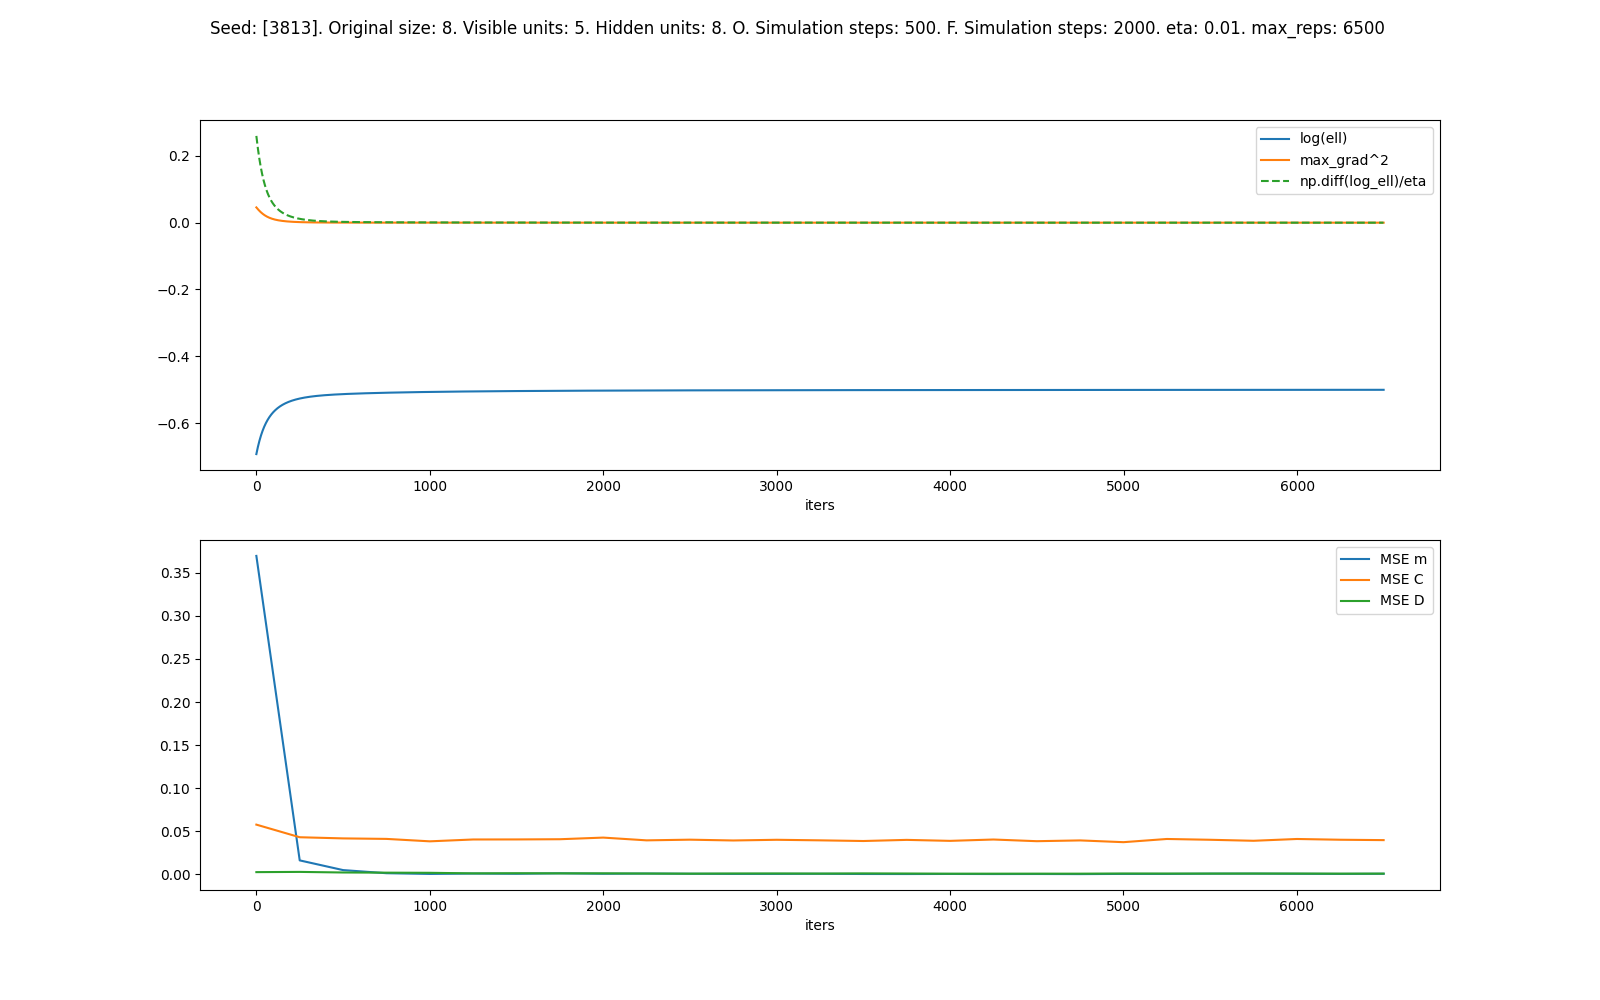 Seed: [3813]. Original size: 8. Visible units: 5. Hidden units: 8. O. Simulation steps: 500. F. Simulation steps: 2000. eta: 0.01. max_reps: 6500
log(ell)
max_grad^2
np.diff(log_ell)/eta
0.2
0.0
−0.2
−0.4
−0.6
0 1000 2000 3000 4000 5000 6000
iters
MSE m
MSE C
MSE D
0.35
0.30
0.25
0.20
0.15
0.10
0.05
0.00
0 1000 2000 3000 4000 5000 6000
iters